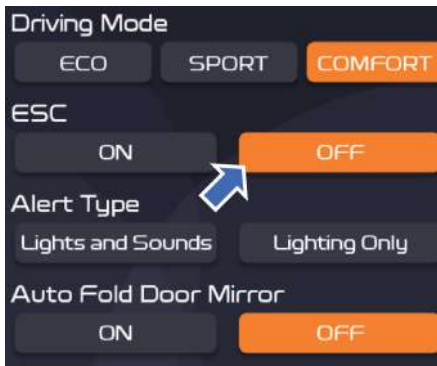 Driving Mode
ECO SPORT COMFORT
ESC
ON OFF
Alert Type
Lights and Sounds Lighting Only
Auto Fold Door Mirror
ON OFF